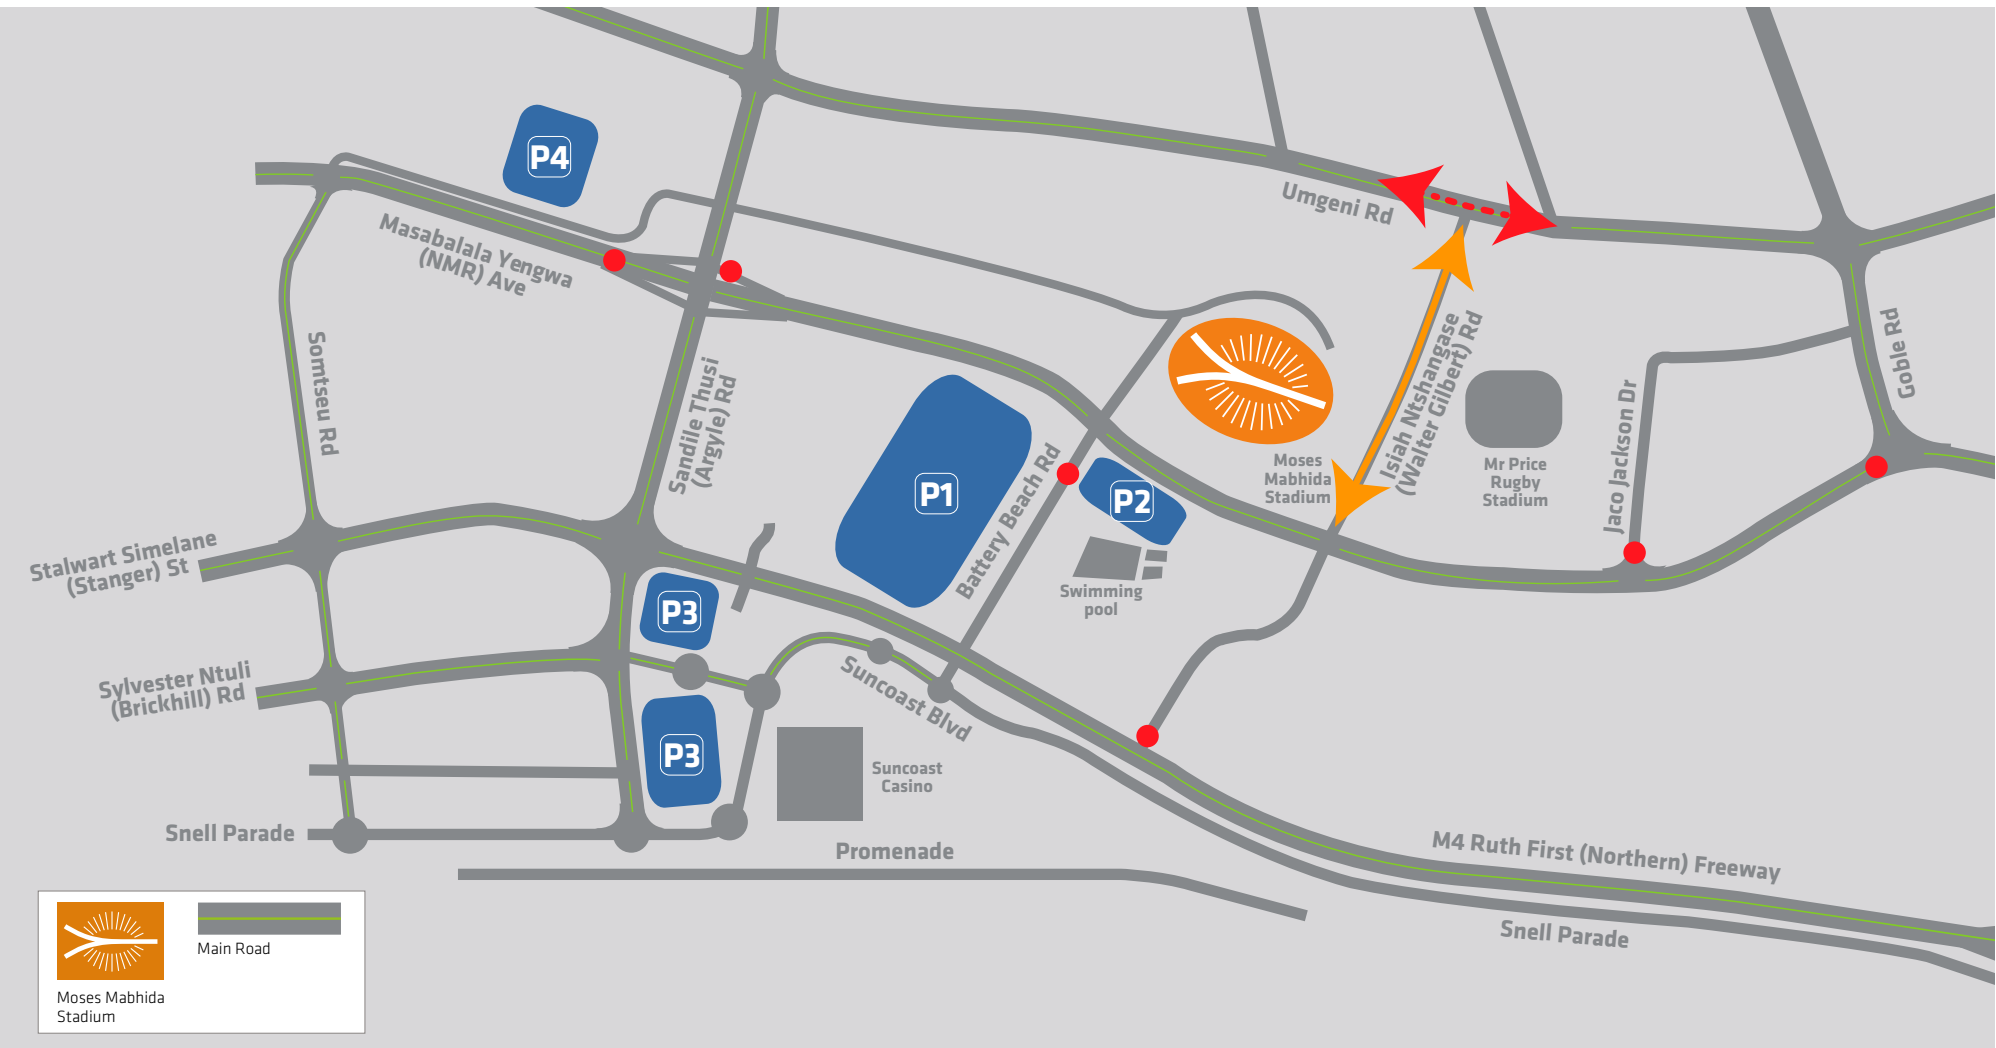 P4
Umgeni Rd
Masabalala Yengwa
(NMR) Ave
Somtseu Rd
Sandile Thusi
(Argyle) Rd
Isiah Ntshangase
(Walter Gilbert) Rd
Goble Rd
Jaco Jackson Dr
Moses
Mabhida
Stadium
Mr Price
Rugby
Stadium
P1
P2
Battery Beach Rd
Swimming
pool
Stalwart Simelane
(Stanger) St
P3
Sylvester Ntuli
(Brickhill) Rd
Suncoast Blvd
P3
Suncoast
Casino
Snell Parade
Promenade
M4 Ruth First (Northern) Freeway
Snell Parade
Main Road
Moses Mabhida
Stadium